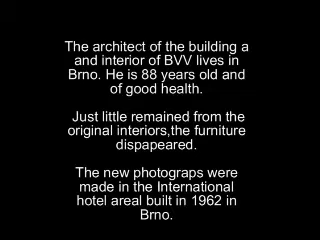 The architect of the building a
and interior of BVV lives in
Brno. He is 88 years old and
of good health.
Just little remained from the
original interiors,the furniture
dispapeared.
The new photograps were
made in the International
hotel areal built in 1962 in
Brno.